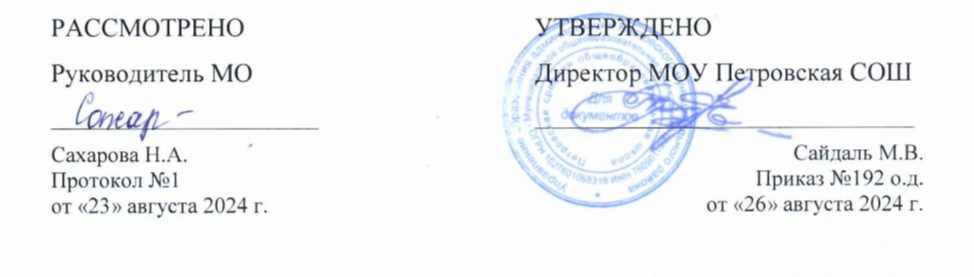 РАССМОТРЕНО
Руководитель МО
Сахарова Н.А.
Протокол №1
от «23» августа 2024 г.
УТВЕРЖДЕНО
Директор МОУ Петровская СОШ
Для
документов
Сайдаль М.В.
Приказ №192 о.д.
от «26» августа 2024 г.